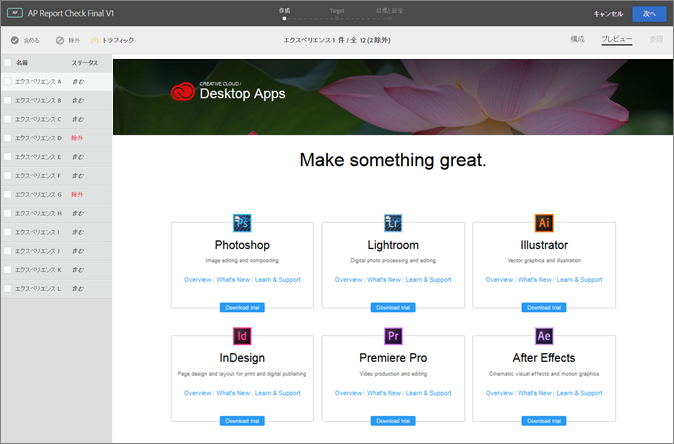 AP AP Report Check Final V1 作成 Target 目標と設定 キャンセル 次へ
含める 除外 トラフィック エクスペリエンス 1 件 / 全 12 (2 除外) 構成 プレビュー 参照
名前 ステータス
エクスペリエンス A 含む
エクスペリエンス B 含む
エクスペリエンス C 含む
エクスペリエンス D 除外
エクスペリエンス E 含む
エクスペリエンス F 含む
エクスペリエンス G 除外
エクスペリエンス H 含む
エクスペリエンス I 含む
エクスペリエンス J 含む
エクスペリエンス K 含む
エクスペリエンス L 含む
CREATIVE CLOUD /
Desktop Apps
Make something great.
Ps Lr Ai
Photoshop Lightroom Illustrator
Image editing and compositing Digital photo processing and editing Vector graphics and illustration
Overview | What's New | Learn & Support Overview | What's New | Learn & Support Overview | What's New | Learn & Support
Download trial Download trial Download trial
Id Pr Ae
InDesign Premiere Pro After Effects
Page design and layout for print and digital publishing Video production and editing Cinematic visual effects and motion graphics
Overview | What's New | Learn & Support Overview | What's New | Learn & Support Overview | What's New | Learn & Support
Download trial Download trial Download trial